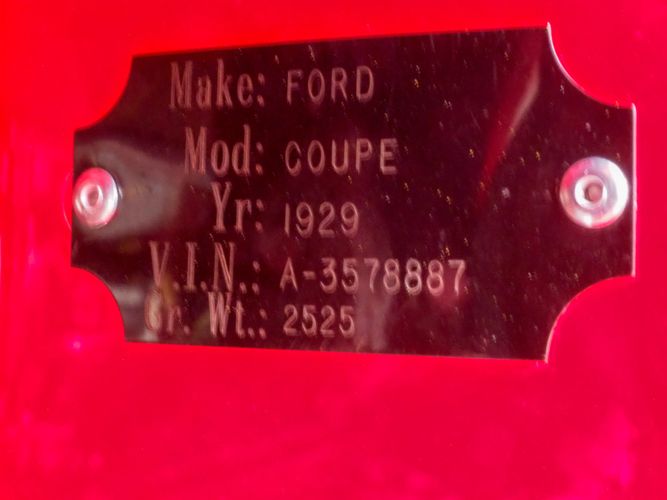 Make: FORD
Mod: COUPE
Yr: 1929
V.I.N.: A-3578887
Gr. Wt.: 2525